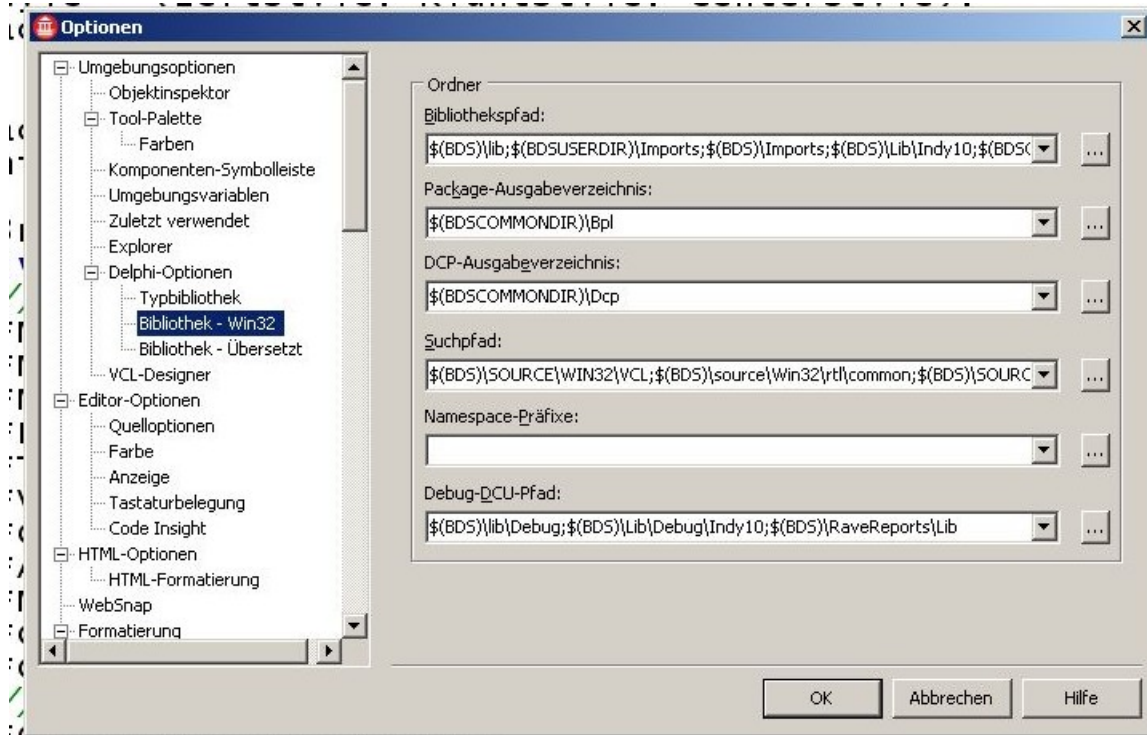 Optionen
Umgebungsoptionen
Objektinspektor
Tool-Palette
Farben
Komponenten-Symbolleiste
Umgebungsvariablen
Zuletzt verwendet
Explorer
Delphi-Optionen
Typbibliothek
Bibliothek - Win32
Bibliothek - Übersetzt
VCL-Designer
Editor-Optionen
Quelloptionen
Farbe
Anzeige
Tastaturbelegung
Code Insight
HTML-Optionen
HTML-Formatierung
WebSnap
Formatierung
Ordner
Bibliothekspfad:
$(BDS)\lib;$(BDSUSERDIR)\Imports;$(BDS)\Imports;$(BDS)\Lib\Indy10;
...
Package-Ausgabeverzeichnis:
$(BDSCOMMONDIR)\Bpl
...
DCP-Ausgabeverzeichnis:
$(BDSCOMMONDIR)\Dcp
...
Suchpfad:
$(BDS)\SOURCE\WIN32\VCL;$(BDS)\source\Win32\rtl\common;$(BDS)\SOURC
...
Namespace-Präfixe:
...
Debug-DCU-Pfad:
$(BDS)\lib\Debug;$(BDS)\Lib\Debug\Indy10;$(BDS)\RaveReports\Lib
...
OK
Abbrechen
Hilfe